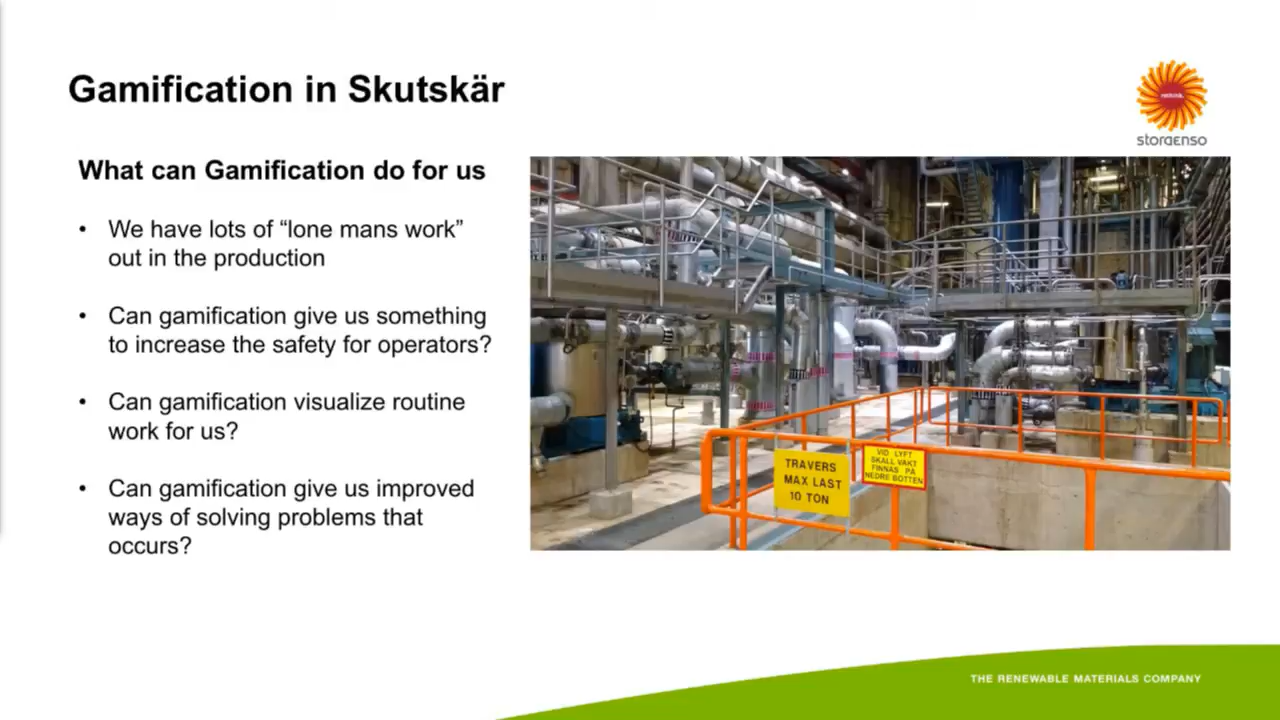 Gamification in Skutskär
storaenso
What can Gamification do for us
• We have lots of “lone mans work”
out in the production
• Can gamification give us something
to increase the safety for operators?
• Can gamification visualize routine
work for us?
• Can gamification give us improved
ways of solving problems that
occurs?
TRAVERS
MAX LAST
10 TON
VID LYFT
SKALL VAKT
FINNAS PÅ
NEDRE BOTTEN
THE RENEWABLE MATERIALS COMPANY